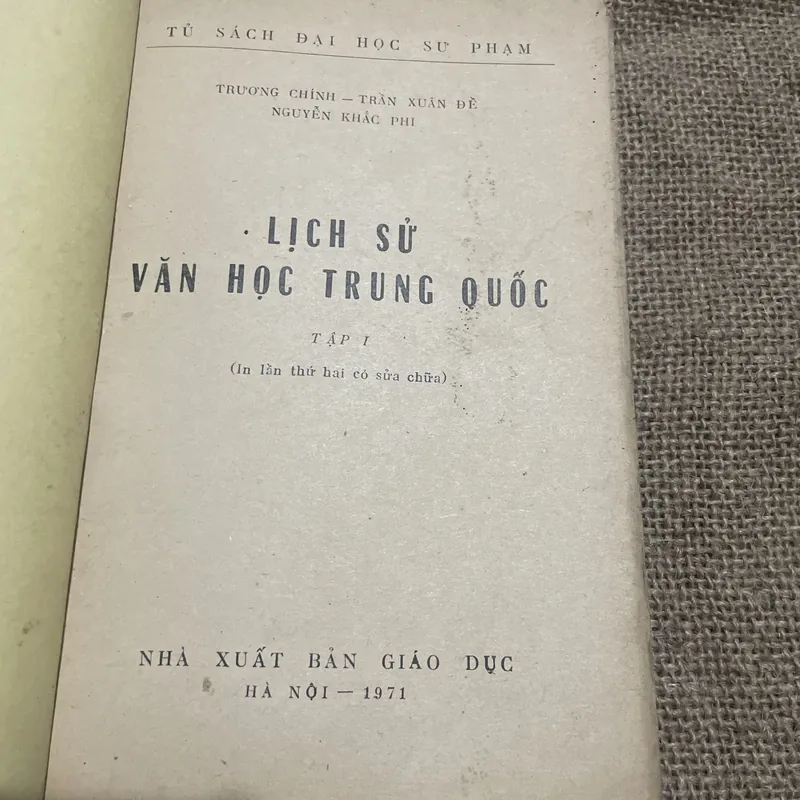 TỦ SÁCH ĐẠI HỌC SƯ PHẠM
TRƯƠNG CHÍNH — TRẦN XUÂN ĐỀ
NGUYỄN KHẮC PHI
LỊCH SỬ
VĂN HỌC TRUNG QUỐC
TẬP I
(In lần thứ hai có sửa chữa)
NHÀ XUẤT BẢN GIÁO DỤC
HÀ NỘI — 1971